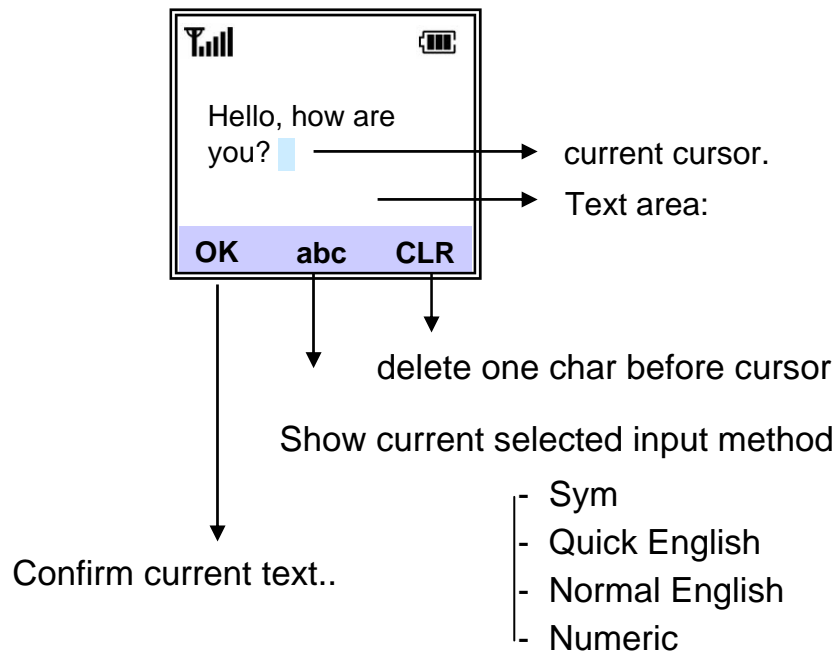 Hello, how are
you?
current cursor.
Text area:
OK abc CLR
delete one char before cursor
Show current selected input method
- Sym
- Quick English
- Normal English
- Numeric
Confirm current text..